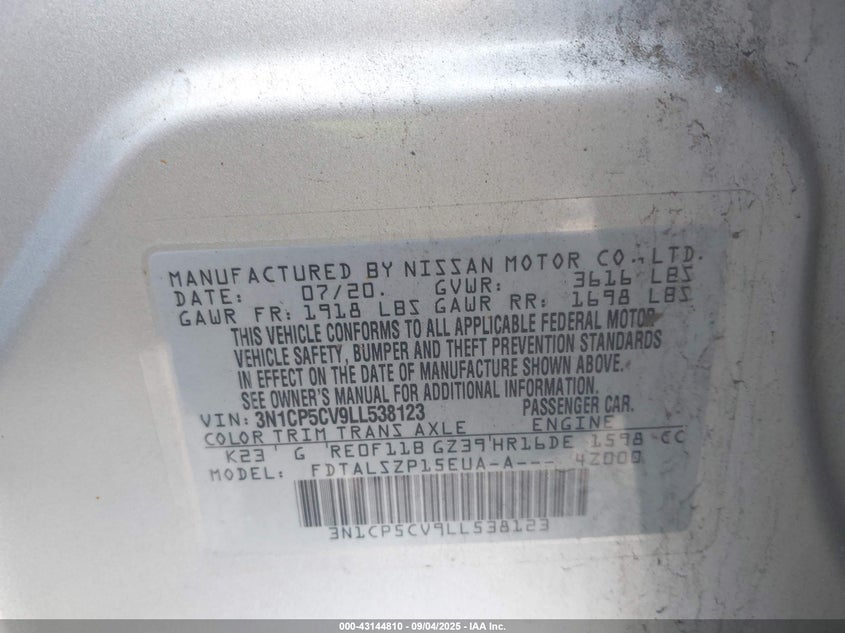 MANUFACTURED BY NISSAN MOTOR CO., LTD.
DATE: 07/20. GVWR: 3616 LBS
GAWR FR: 1918 LBS GAWR RR: 1698 LBS
THIS VEHICLE CONFORMS TO ALL APPLICABLE FEDERAL MOTOR
VEHICLE SAFETY, BUMPER AND THEFT PREVENTION STANDARDS
IN EFFECT ON THE DATE OF MANUFACTURE SHOWN ABOVE.
SEE OWNER'S MANUAL FOR ADDITIONAL INFORMATION.
VIN: 3N1CP5CV9LL538123 PASSENGER CAR.
COLOR TRIM TRANS AXLE ENGINE
K23 G RE0F11B GZ39 HR16DE 1598 CC
MODEL: FDTALSZP15EUA-A--- 4Z000
3N1CP5CV9LL538123
000-43144810 - 09/04/2025 - IAA Inc.